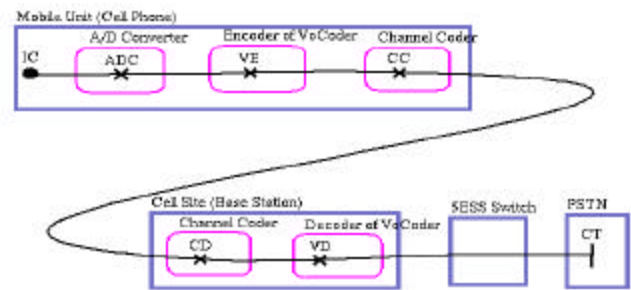 Mobile Unit (Cell Phone)
A/D Converter
Encoder of VoCoder
Channel Coder
IC
ADC
VE
CC
Cell Site (Base Station)
5ESS Switch
PSTN
Channel Coder
Decoder of VoCoder
CD
VD
CT